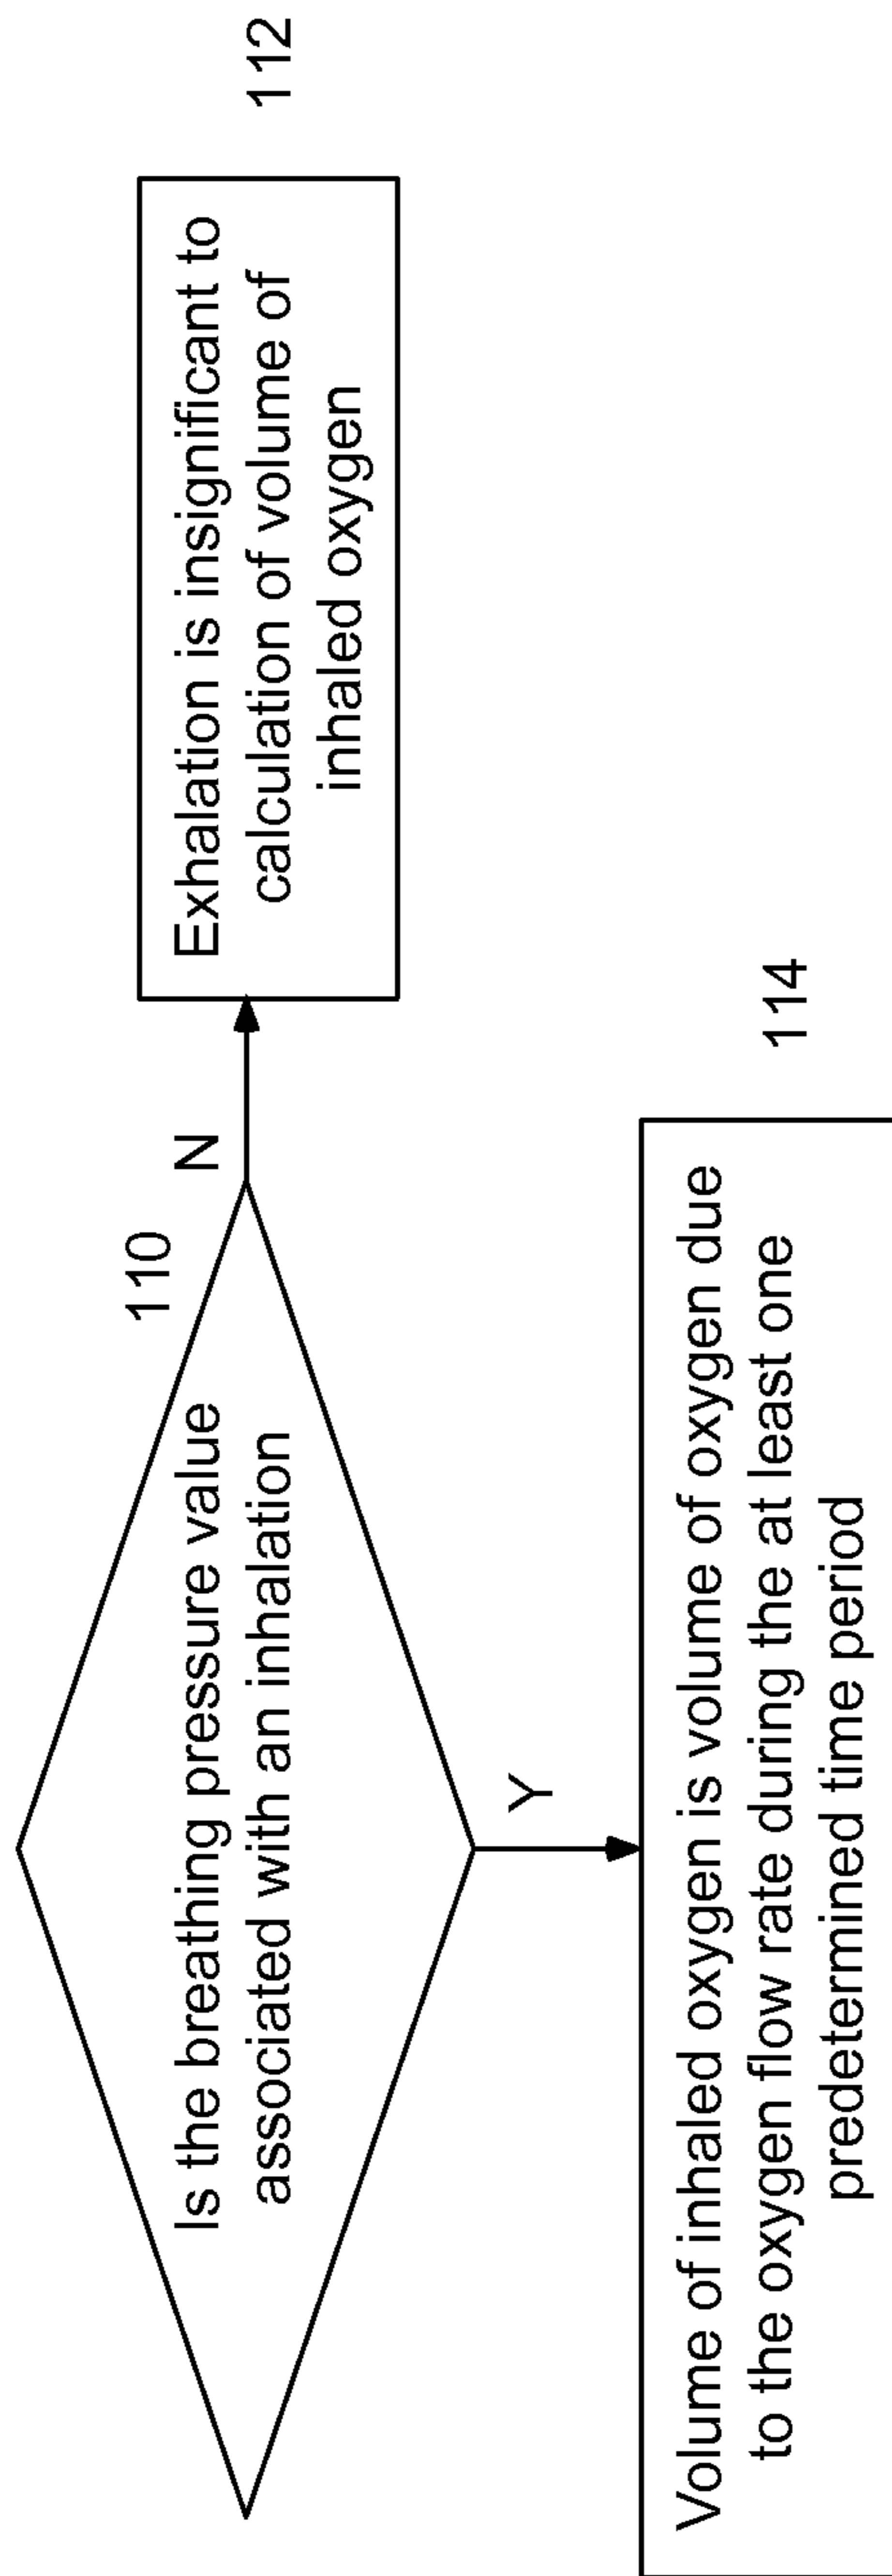 110
Is the breathing pressure value
associated with an inhalation
N
112
Exhalation is insignificant to
calculation of volume of
inhaled oxygen
Y
114
Volume of inhaled oxygen is volume of oxygen due
to the oxygen flow rate during the at least one
predetermined time period